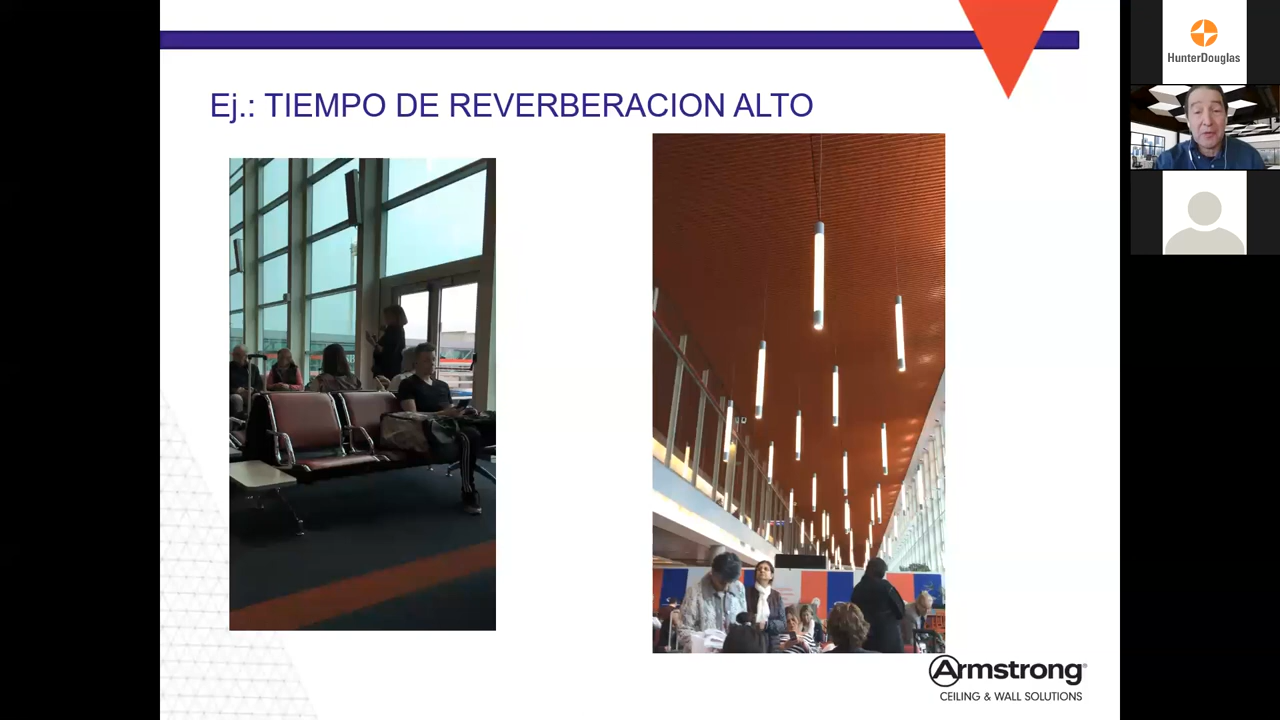 Ej.: TIEMPO DE REVERBERACION ALTO
HunterDouglas
Armstrong®
CEILING & WALL SOLUTIONS